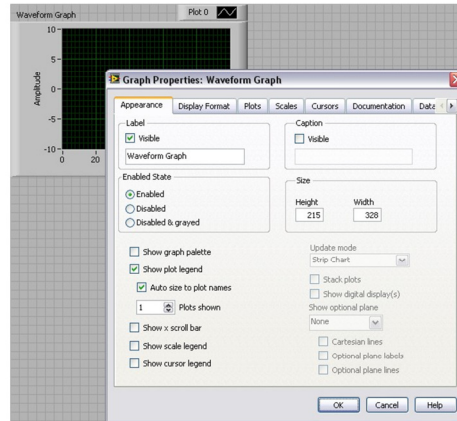 Waveform Graph
Plot 0
10
5
0
-5
-10
Amplitude
0 20
Graph Properties: Waveform Graph
Appearance Display Format Plots Scales Cursors Documentation Data
Label
Visible
Waveform Graph
Caption
Visible
Enabled State
Enabled
Disabled
Disabled & grayed
Size
Height Width
215 328
Show graph palette
Show plot legend
Auto size to plot names
1 Plots shown
Show x scroll bar
Show scale legend
Show cursor legend
Update mode
Strip Chart
Stack plots
Show digital display(s)
Show optional plane
None
Cartesian lines
Optional plane labels
Optional plane lines
OK Cancel Help